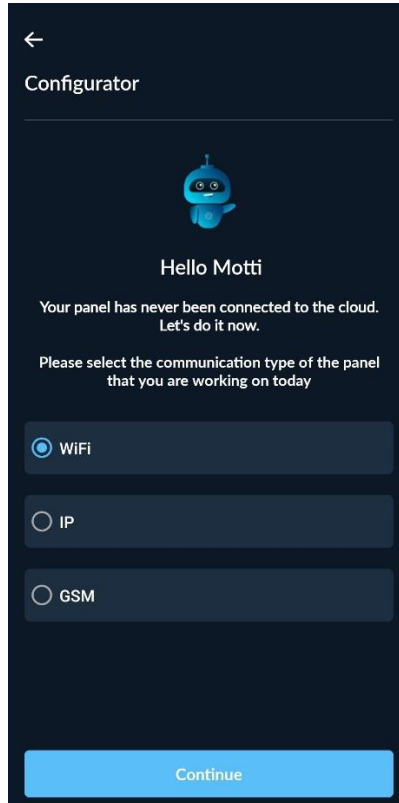 Configurator
Hello Motti
Your panel has never been connected to the cloud.
Let's do it now.
Please select the communication type of the panel
that you are working on today
WiFi
IP
GSM
Continue